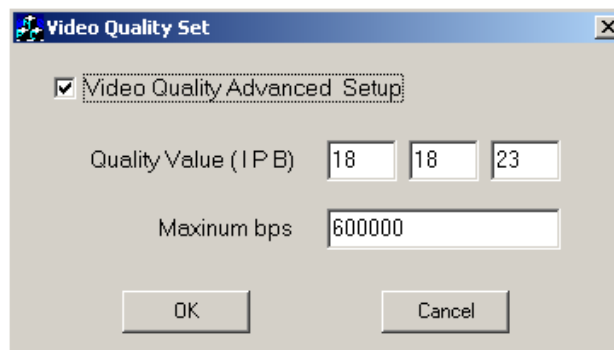 Video Quality Set
Video Quality Advanced Setup
Quality Value ( I P B) 18 18 23
Maxinum bps 600000
OK Cancel